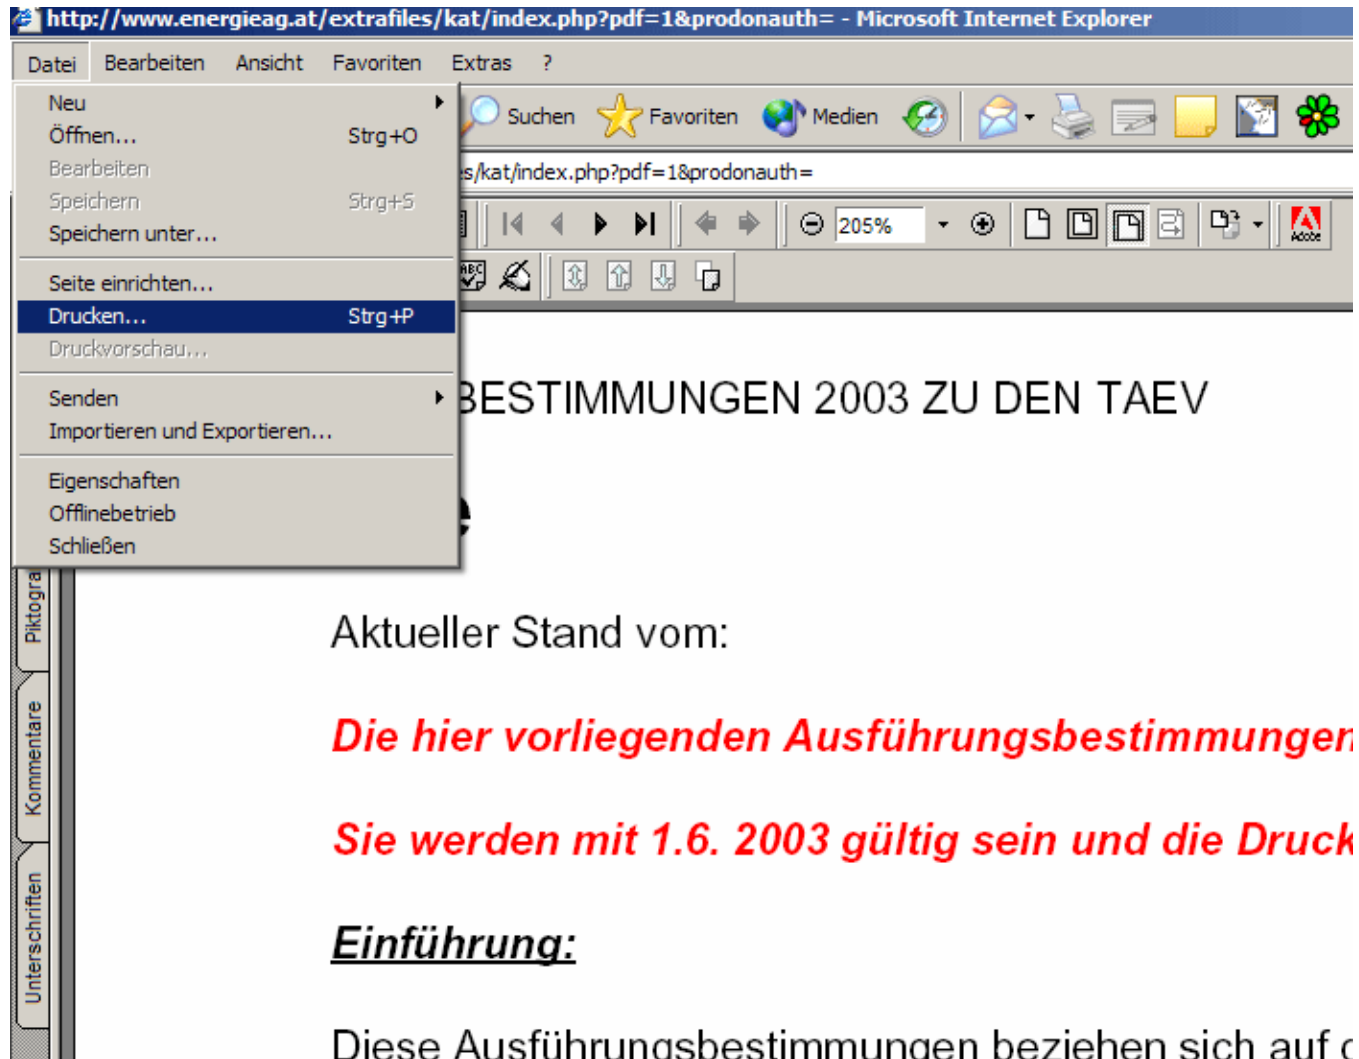 http://www.energieag.at/extrafiles/kat/index.php?pdf=1&prodonauth= - Microsoft Internet Explorer
Datei Bearbeiten Ansicht Favoriten Extras ?
Neu
Öffnen... Strg+O
Bearbeiten
Speichern Strg+S
Speichern unter...
Seite einrichten...
Drucken... Strg+P
Druckvorschau...
Senden
Importieren und Exportieren...
Eigenschaften
Offlinebetrieb
Schließen
Suchen Favoriten Medien
s/kat/index.php?pdf=1&prodonauth=
205% Adobe
ABC
BESTIMMUNGEN 2003 ZU DEN TAEV
e
Aktueller Stand vom:
Die hier vorliegenden Ausführungsbestimmungen
Sie werden mit 1.6. 2003 gültig sein und die Druck
Einführung:
Diese Ausführungsbestimmungen beziehen sich auf d
Piktogra
Kommentare
Unterschriften